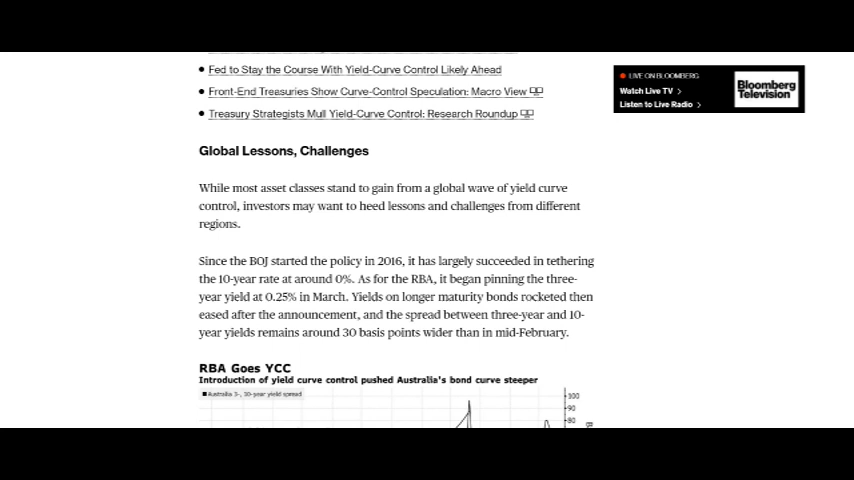 Fed to Stay the Course With Yield-Curve Control Likely Ahead
Front-End Treasuries Show Curve-Control Speculation: Macro View
Treasury Strategists Mull Yield-Curve Control: Research Roundup
LIVE ON BLOOMBERG
Watch Live TV >
Listen to Live Radio >
Bloomberg
Television
Global Lessons, Challenges
While most asset classes stand to gain from a global wave of yield curve
control, investors may want to heed lessons and challenges from different
regions.
Since the BOJ started the policy in 2016, it has largely succeeded in tethering
the 10-year rate at around 0%. As for the RBA, it began pinning the three-
year yield at 0.25% in March. Yields on longer maturity bonds rocketed then
eased after the announcement, and the spread between three-year and 10-
year yields remains around 30 basis points wider than in mid-February.
RBA Goes YCC
Introduction of yield curve control pushed Australia's bond curve steeper
Australia 3-, 10-year yield spread
100
90
80